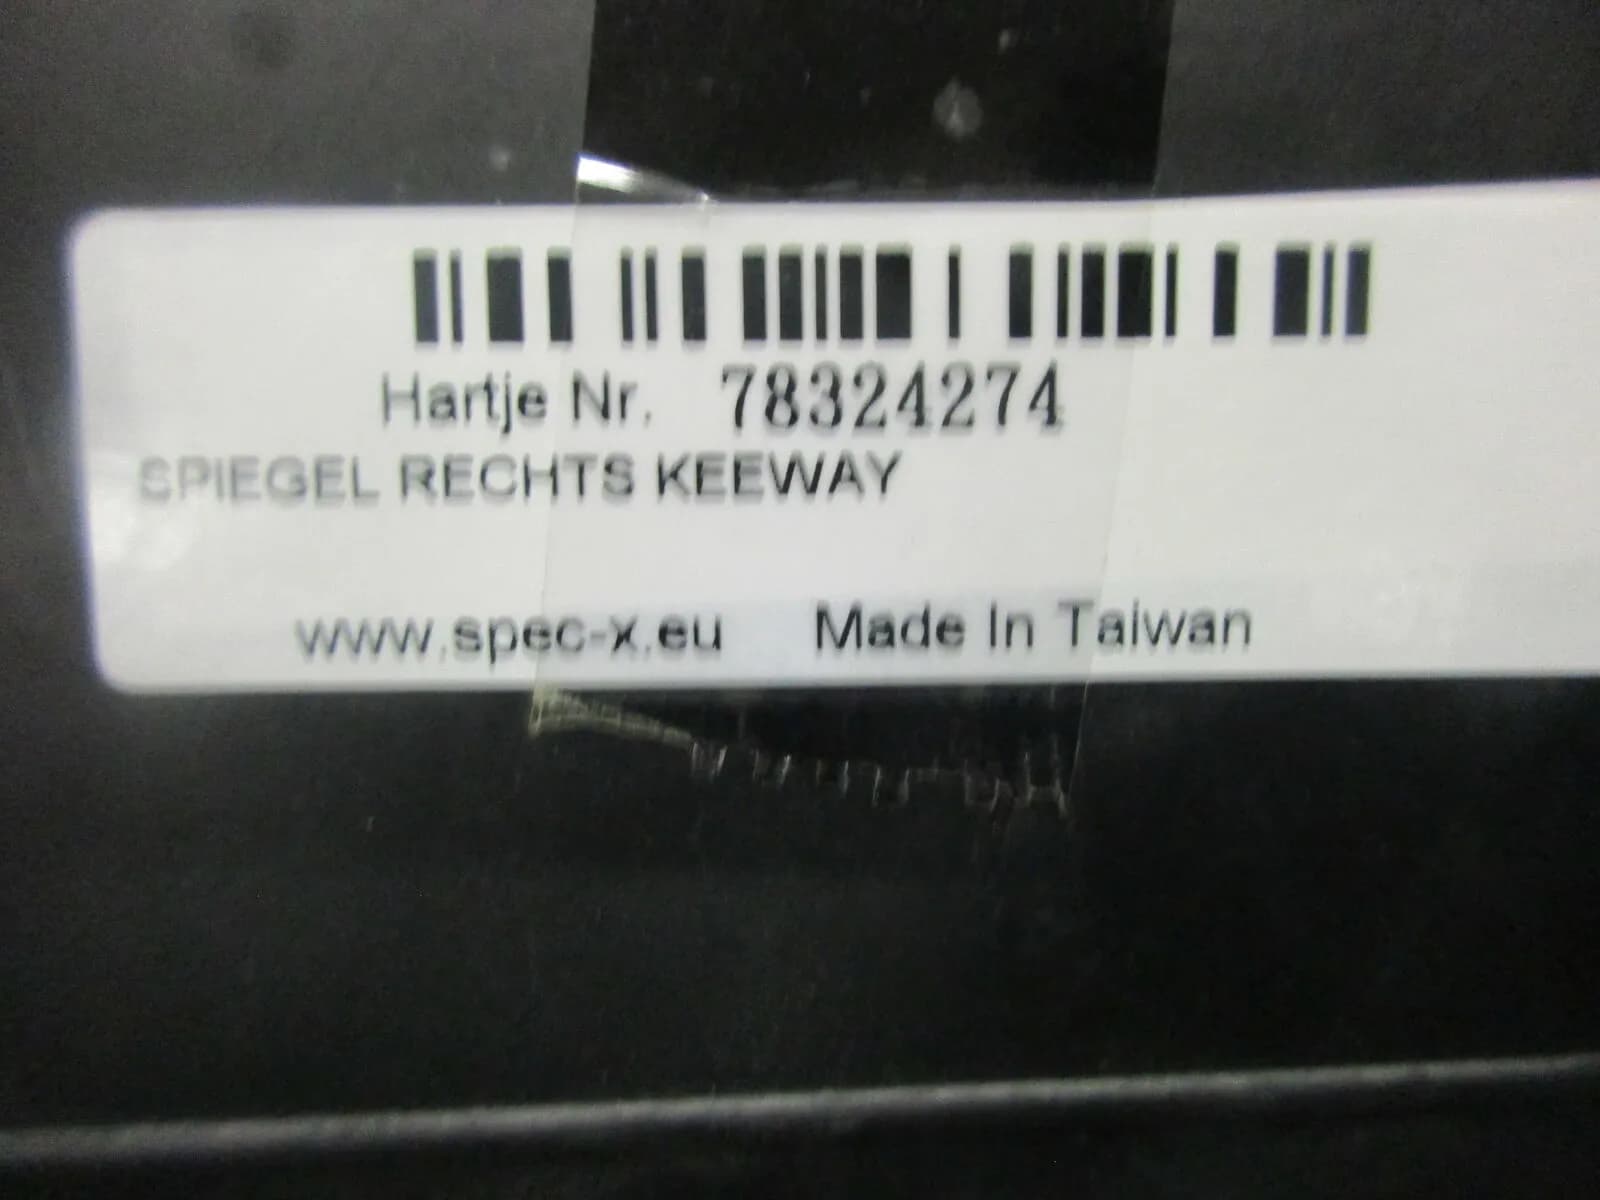 Hartje Nr. 78324274
SPIEGEL RECHTS KEEWAY
www.spec-x.eu Made In Taiwan